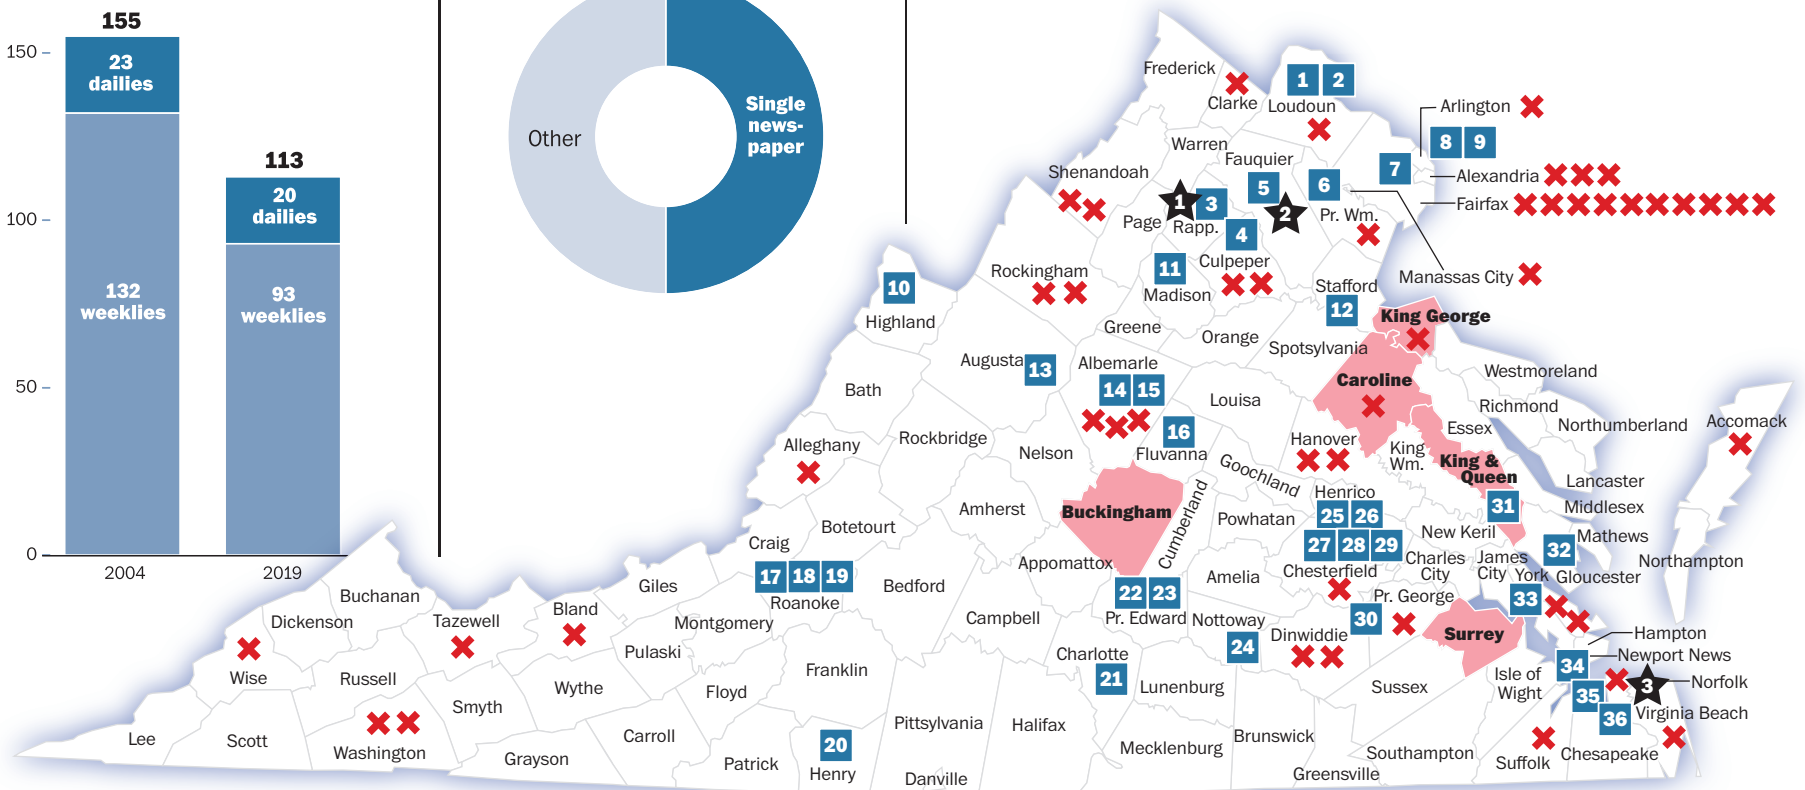 155
150
23
dailies
132
weeklies
113
20
dailies
93
weeklies
100
50
0
2004
2019
Other
Single
news-
paper
Frederick
Clarke
1
2
Loudoun
Arlington
8
9
7
Alexandria
Fairfax
Warren
Fauquier
5
6
Shenandoah
1
3
2
Page
Rapp.
Pr. Wm.
4
Culpeper
Manassas City
11
Madison
Rockingham
10
Highland
Stafford
12
King George
Greene
Orange
Spotsylvania
Augusta
13
Albemarle
14
15
Caroline
Westmoreland
Bath
Louisa
Richmond
Northumberland
Essex
Accomack
16
Fluvanna
Alleghany
Rockbridge
Nelson
Hanover
King
Wm.
King &
Queen
Goochland
Lancaster
Henrico
25
26
31
Middlesex
Buckingham
Cumberland
Amherst
Powhatan
Botetourt
New Keril
27
28
29
Mathews
32
Craig
Chesterfield
Charles
City
James
City
York
Gloucester
Northampton
Appomattox
17
18
19
Roanoke
Giles
Bedford
Amelia
22
23
Pr. Edward
Pr. George
33
Buchanan
Dickenson
Tazewell
Bland
Montgomery
Campbell
Nottoway
24
Dinwiddie
30
Surrey
Hampton
Newport News
34
Pulaski
Charlotte
21
Lunenburg
Wise
Russell
Franklin
Wythe
Floyd
Sussex
Isle of
Wight
35
3
Norfolk
36
Virginia Beach
Smyth
Pittsylvania
Halifax
Lee
Scott
Washington
Carroll
Brunswick
Mecklenburg
Southampton
Suffolk
Chesapeake
Grayson
Patrick
20
Henry
Danville
Greensville